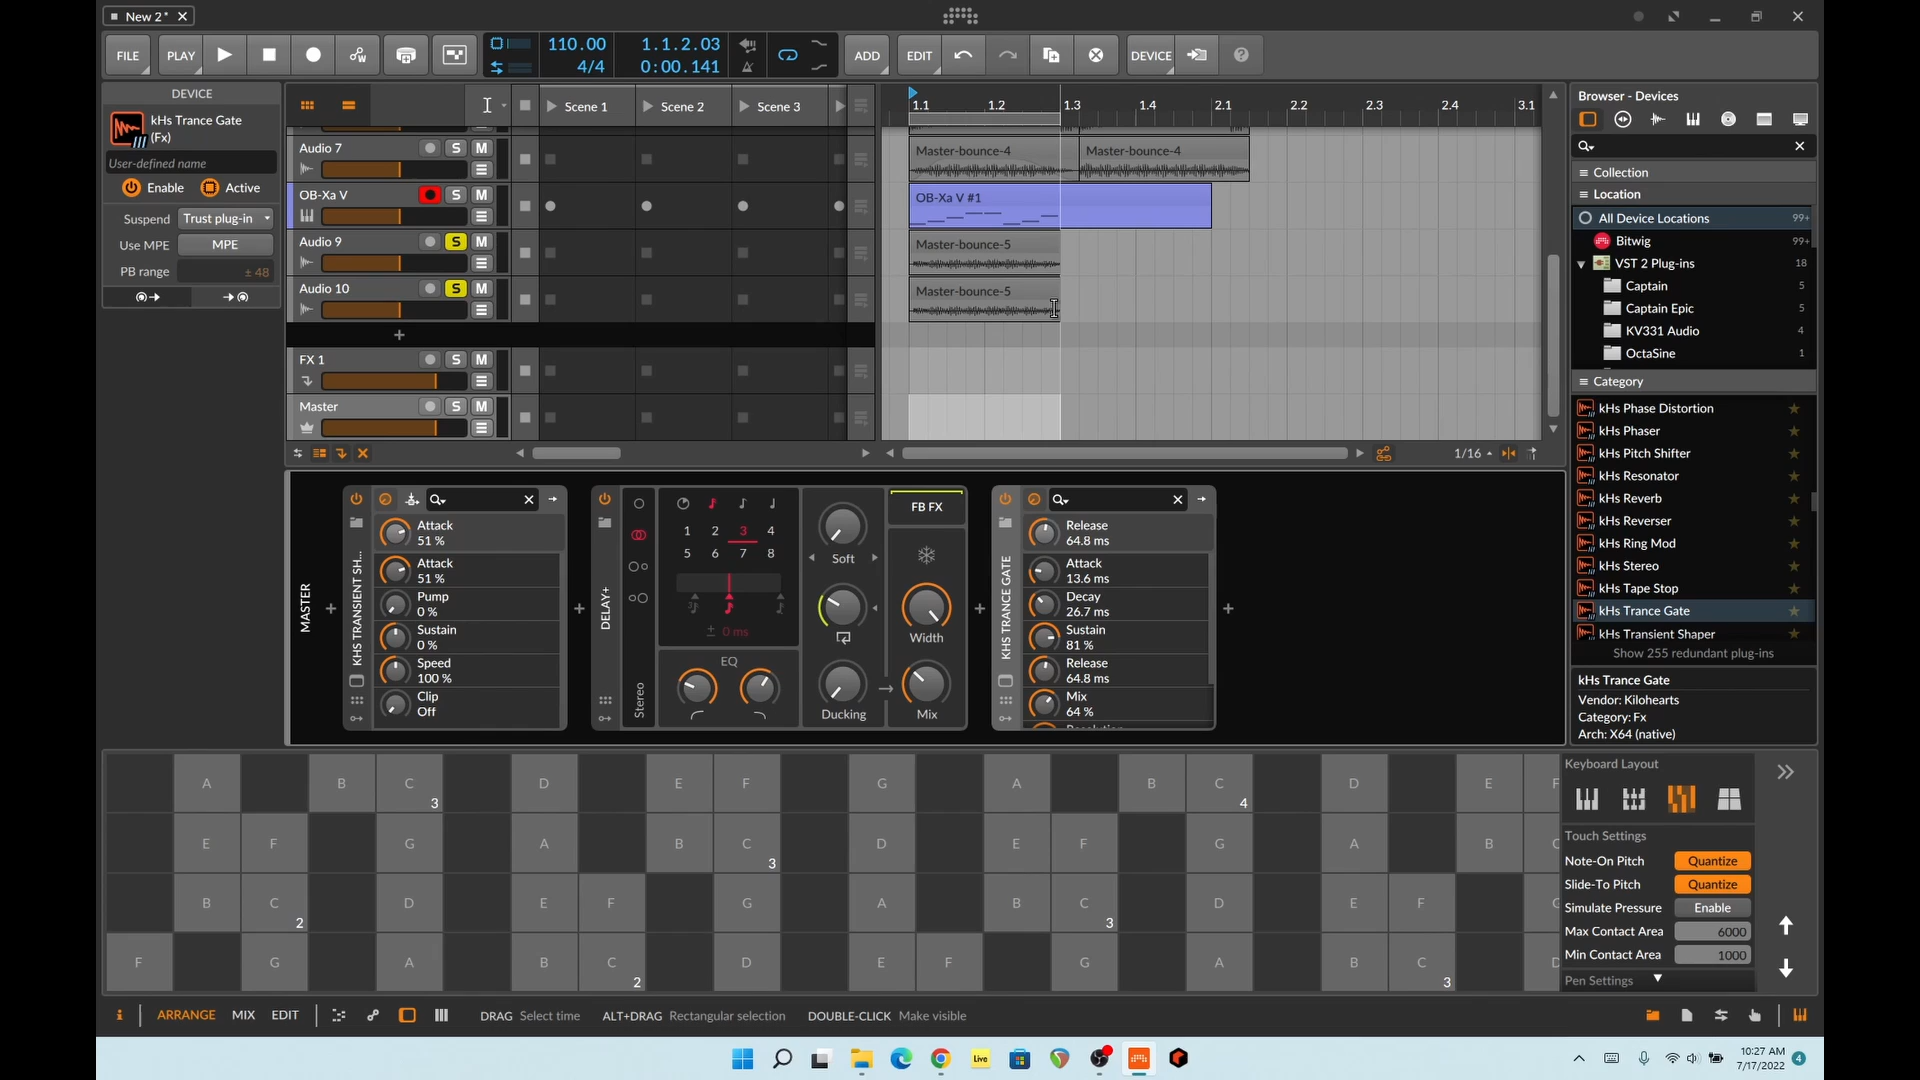 New 2*
FILE
PLAY
110.00
4/4
1.1.2.03
0:00.141
ADD
EDIT
DEVICE
DEVICE
kHs Trance Gate
(Fx)
User-defined name
Enable
Active
Suspend
Trust plug-in
Use MPE
MPE
PB range
± 48
Scene 1
Scene 2
Scene 3
1.1
1.2
1.3
1.4
2.1
2.2
2.3
2.4
3.1
Audio 7
S
M
Master-bounce-4
Master-bounce-4
OB-Xa V
S
M
OB-Xa V #1
Audio 9
S
M
Master-bounce-5
Audio 10
S
M
Master-bounce-5
FX 1
S
M
Master
S
M
1/16
Browser - Devices
Collection
Location
All Device Locations
99+
Bitwig
99+
VST 2 Plug-ins
18
Captain
5
Captain Epic
5
KV331 Audio
4
OctaSine
1
Category
kHs Phase Distortion
kHs Phaser
kHs Pitch Shifter
kHs Resonator
kHs Reverb
kHs Reverser
kHs Ring Mod
kHs Stereo
kHs Tape Stop
kHs Trance Gate
kHs Transient Shaper
Show 255 redundant plug-ins
kHs Trance Gate
Vendor: Kilohearts
Category: Fx
Arch: X64 (native)
MASTER
KHS TRANSIENT SH...
Attack
51 %
Attack
51 %
Pump
0 %
Sustain
0 %
Speed
100 %
Clip
Off
DELAY+
Stereo
1 2 3 4
5 6 7 8
± 0 ms
EQ
Soft
Ducking
FB FX
Width
Mix
KHS TRANCE GATE
Release
64.8 ms
Attack
13.6 ms
Decay
26.7 ms
Sustain
81 %
Release
64.8 ms
Mix
64 %
A B C 3 D E F G A B C 4 D E F
E F G A B C 3 D E F G A B C
B C 2 D E F G A B C 3 D E F G
F G A B C 2 D E F G A B C 3 D
Keyboard Layout
Touch Settings
Note-On Pitch
Quantize
Slide-To Pitch
Quantize
Simulate Pressure
Enable
Max Contact Area
6000
Min Contact Area
1000
Pen Settings
i
ARRANGE
MIX
EDIT
DRAG Select time
ALT+DRAG Rectangular selection
DOUBLE-CLICK Make visible
Live
10:27 AM
7/17/2022
4